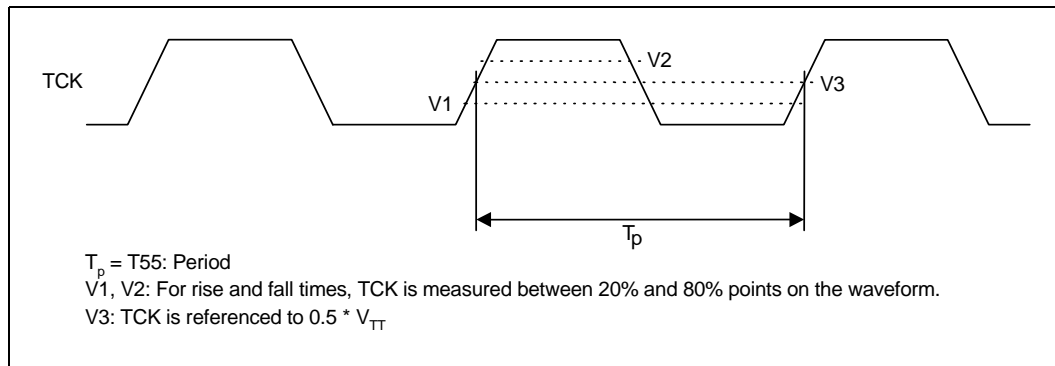 TCK
V2
V3
V1
Tp
Tp = T55: Period
V1, V2: For rise and fall times, TCK is measured between 20% and 80% points on the waveform.
V3: TCK is referenced to 0.5 * VTT